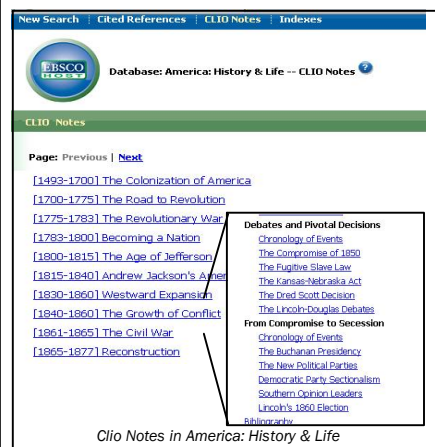 New Search | Cited References | CLIO Notes | Indexes
EBSCO
HOST
Database: America: History & Life -- CLIO Notes ?
CLIO Notes
Page: Previous | Next
[1493-1700] The Colonization of America
[1700-1775] The Road to Revolution
[1775-1783] The Revolutionary War
[1783-1800] Becoming a Nation
[1800-1815] The Age of Jefferson
[1815-1840] Andrew Jackson's Amer
[1830-1860] Westward Expansion
[1840-1860] The Growth of Conflict
[1861-1865] The Civil War
[1865-1877] Reconstruction
Debates and Pivotal Decisions
Chronology of Events
The Compromise of 1850
The Fugitive Slave Law
The Kansas-Nebraska Act
The Dred Scott Decision
The Lincoln-Douglas Debates
From Compromise to Secession
Chronology of Events
The Buchanan Presidency
The New Political Parties
Democratic Party Sectionalism
Southern Opinion Leaders
Lincoln's 1860 Election
Bibliography
Clio Notes in America: History & Life